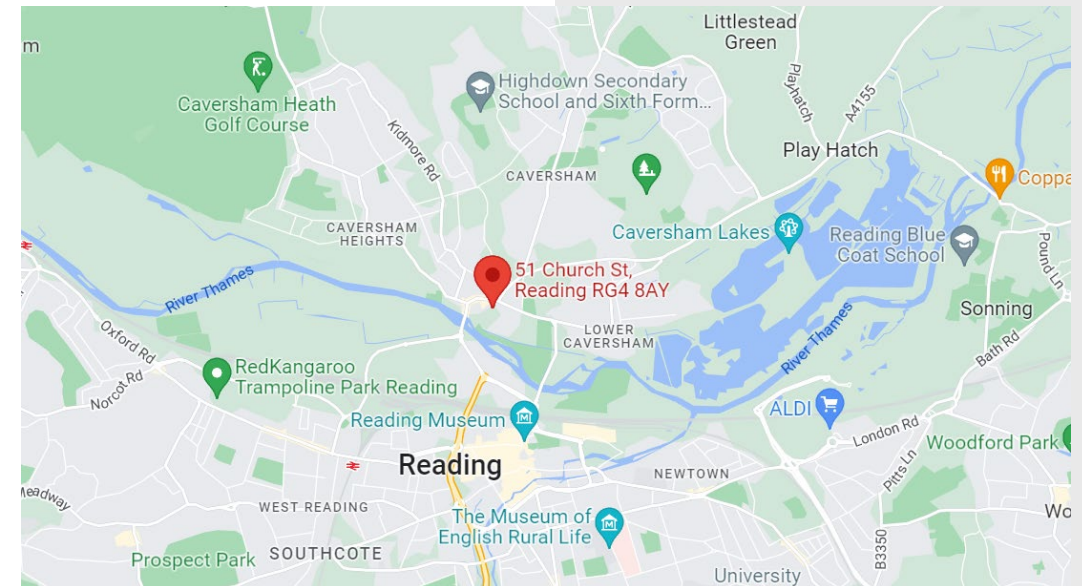 Littlestead
Green
m
Highdown Secondary
School and Sixth Form...
Playhatch
A4155
Caversham Heath
Golf Course
Kidmore Rd
Play Hatch
CAVERSHAM
Coppa
CAVERSHAM
HEIGHTS
Caversham Lakes
Reading Blue
Coat School
Pound Ln
51 Church St,
Reading RG4 8AY
River Thames
Sonning
LOWER
CAVERSHAM
Oxford Rd
River Thames
Bath Rd
RedKangaroo
Trampoline Park Reading
Norcot Rd
ALDI
Reading Museum
London Rd
Woodford Park
Reading
NEWTOWN
Pitts Ln
Meadway
WEST READING
Wo
The Museum of
English Rural Life
B3350
Prospect Park
SOUTHCOTE
University